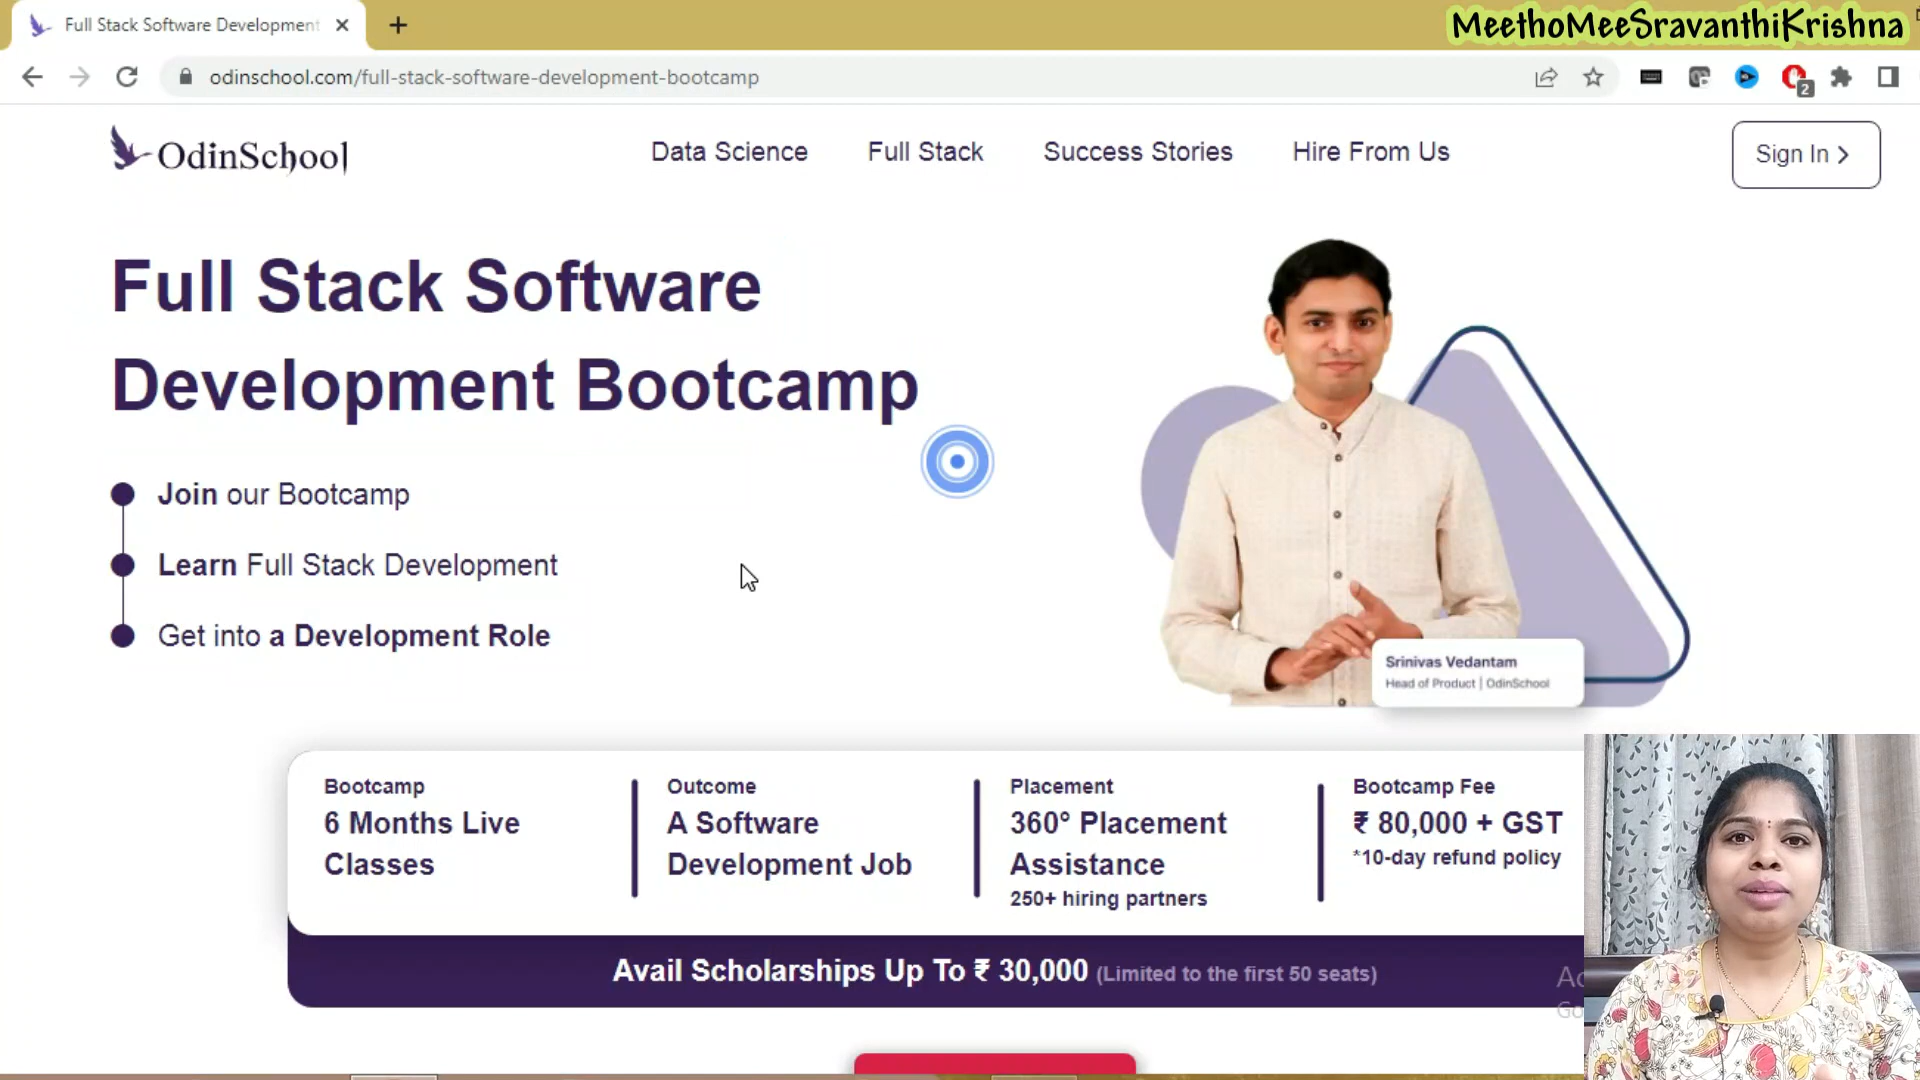 Full Stack Software Development
MeethoMeeSravanthiKrishna
odinschool.com/full-stack-software-development-bootcamp
2
OdinSchool
Data Science
Full Stack
Success Stories
Hire From Us
Sign In
Full Stack Software
Development Bootcamp
Join our Bootcamp
Learn Full Stack Development
Get into a Development Role
Srinivas Vedantam
Head of Product | OdinSchool
Bootcamp
6 Months Live
Classes
Outcome
A Software
Development Job
Placement
360° Placement
Assistance
250+ hiring partners
Bootcamp Fee
₹ 80,000 + GST
*10-day refund policy
Avail Scholarships Up To ₹ 30,000 (Limited to the first 50 seats)